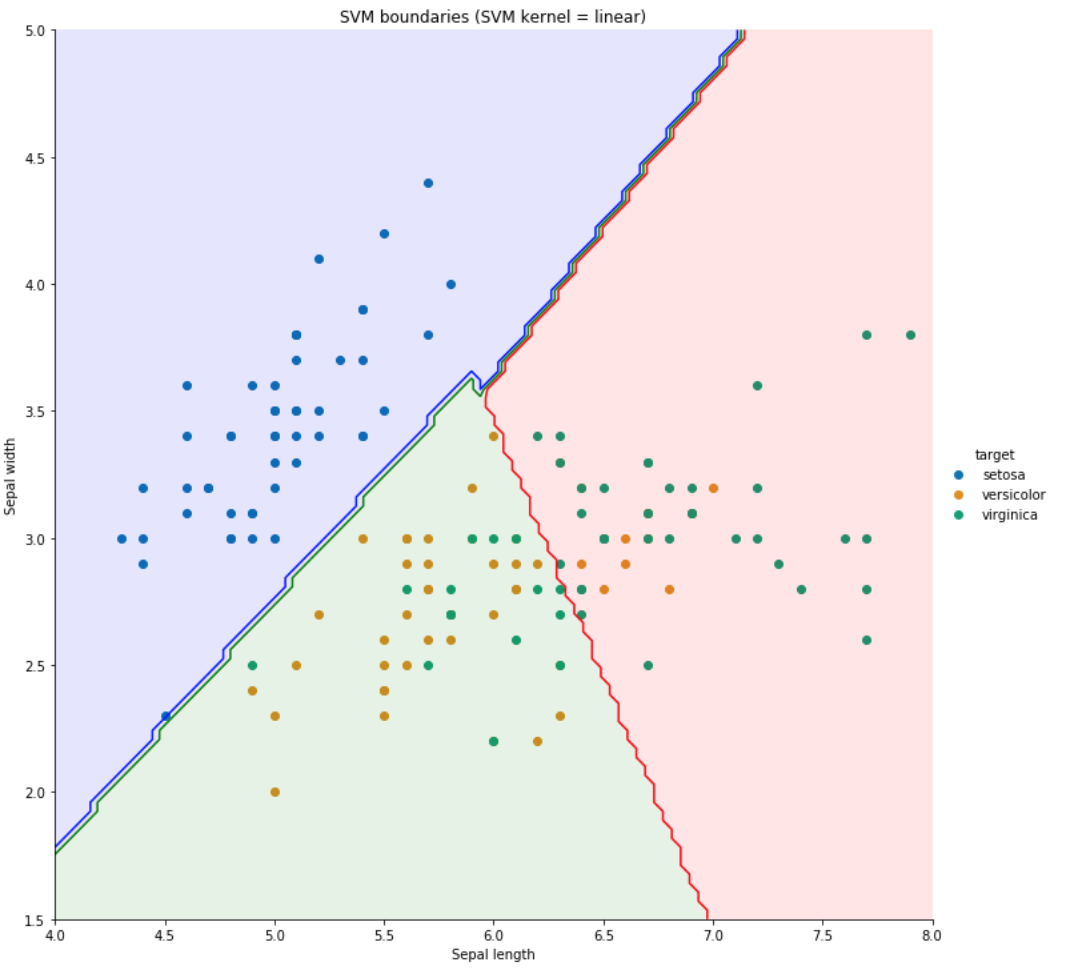 SVM boundaries (SVM kernel = linear)
5.0
4.5
4.0
3.5
3.0
2.5
2.0
1.5
Sepal width
4.0 4.5 5.0 5.5 6.0 6.5 7.0 7.5 8.0
Sepal length
target
setosa
versicolor
virginica